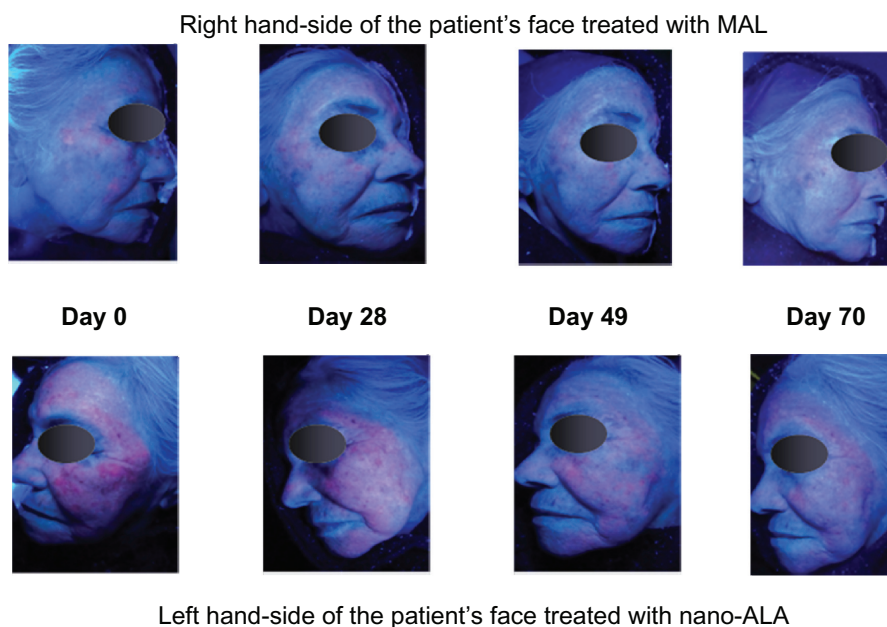 Right hand-side of the patient's face treated with MAL
Day 0 Day 28 Day 49 Day 70
Left hand-side of the patient's face treated with nano-ALA